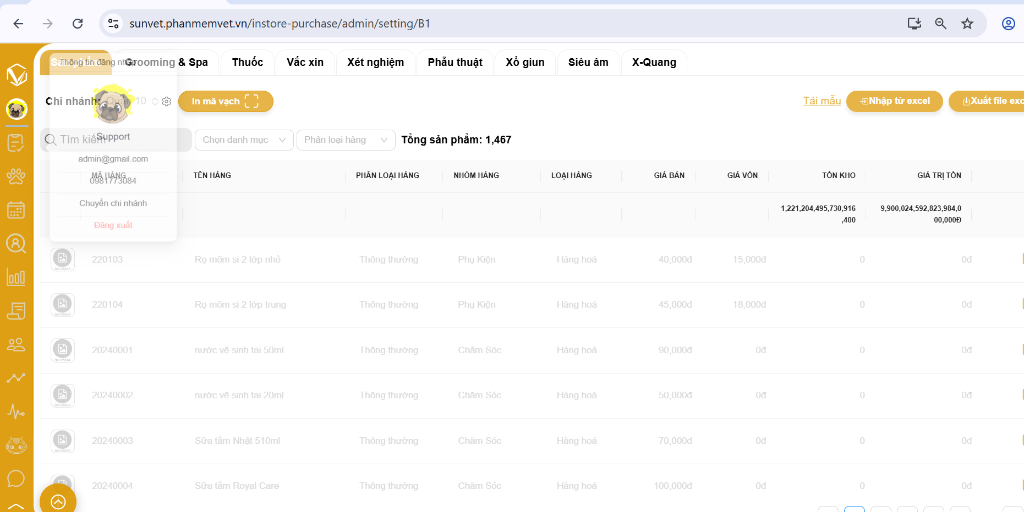 sunvet.phanmemvet.vn/instore-purchase/admin/setting/B1
Grooming & Spa
Thuốc
Vắc xin
Xét nghiệm
Phẫu thuật
Xổ giun
Siêu âm
X-Quang
Thông tin đăng nhập
Chi nhánh:
10
In mã vạch
Tải mẫu
Nhập từ excel
Xuất file exc
Tìm kiếm
Chọn danh mục
Phân loại hàng
Tổng sản phẩm: 1,467
Support
admin@gmail.com
0981773084
Chuyển chi nhánh
Đăng xuất
MÃ HÀNG
TÊN HÀNG
PHÂN LOẠI HÀNG
NHÓM HÀNG
LOẠI HÀNG
GIÁ BÁN
GIÁ VỐN
TỒN KHO
GIÁ TRỊ TỒN
1,221,204,495,730,916
,400
9,900,024,592,823,984,0
00,000Đ
220103 Rọ mõm si 2 lớp nhỏ Thông thường Phụ Kiện Hàng hoá 40,000đ 15,000đ 0 0đ
220104 Rọ mõm si 2 lớp trung Thông thường Phụ Kiện Hàng hoá 45,000đ 18,000đ 0 0đ
20240001 nước vệ sinh tai 50ml Thông thường Chăm Sóc Hàng hoá 90,000đ 0đ 0 0đ
20240002 nước vệ sinh tai 20ml Thông thường Chăm Sóc Hàng hoá 50,000đ 0đ 0 0đ
20240003 Sữa tắm Nhật 510ml Thông thường Chăm Sóc Hàng hoá 70,000đ 0đ 0 0đ
20240004 Sữa tắm Royal Care Thông thường Chăm Sóc Hàng hoá 100,000đ 0đ 0 0đ